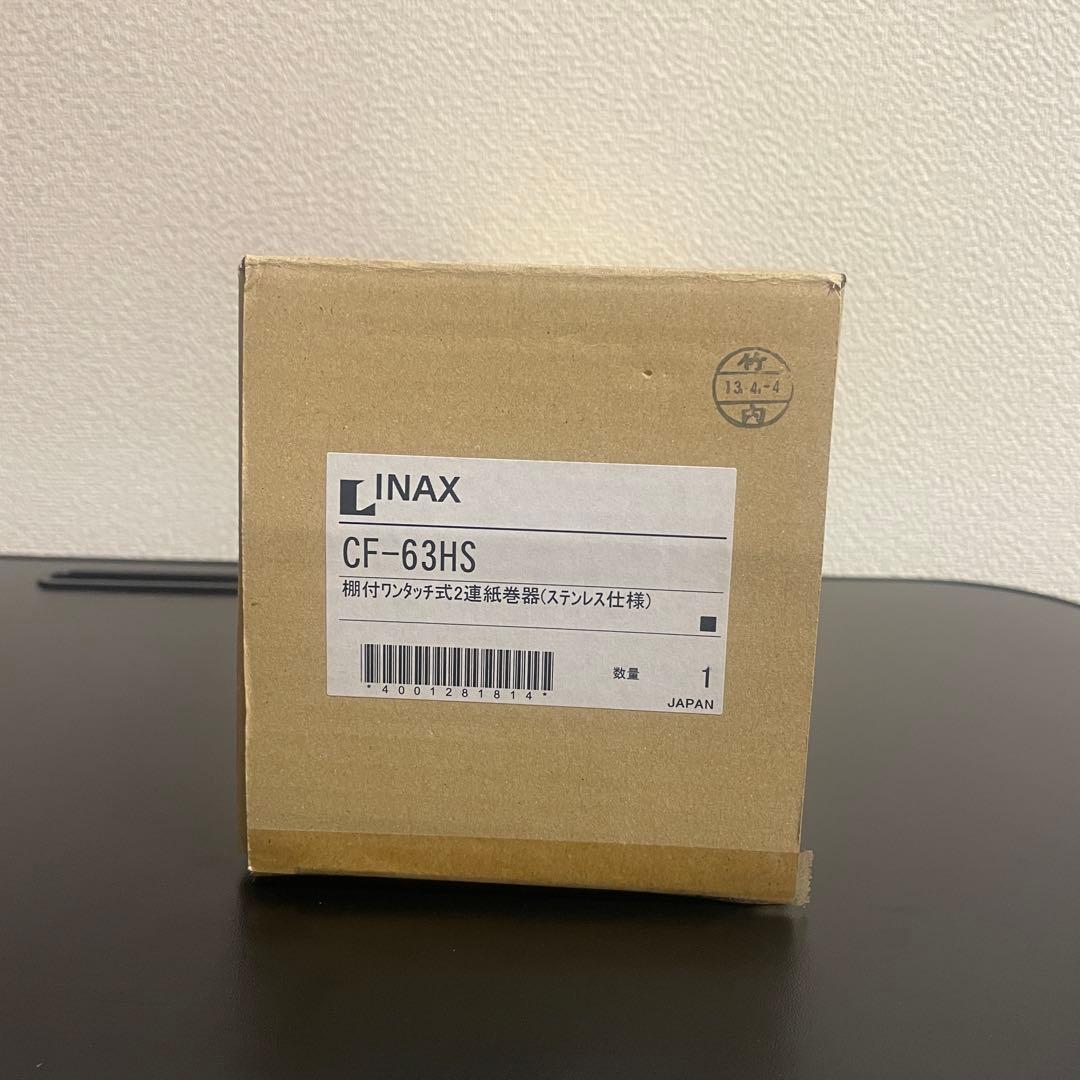 竹
13.4.-4
内
INAX
CF-63HS
棚付ワンタッチ式2連紙巻器(ステンレス仕様)
*4001281814*
数量 1
JAPAN